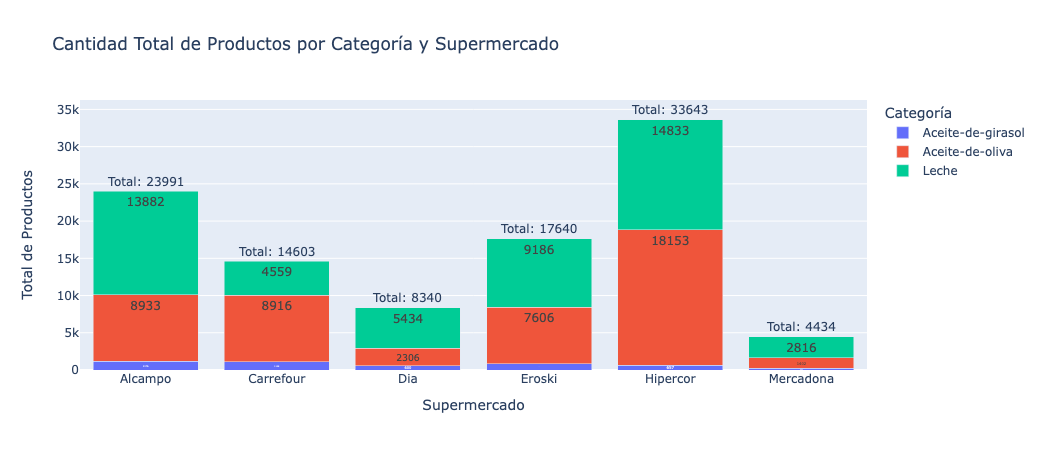 Cantidad Total de Productos por Categoría y Supermercado
Categoría
Aceite-de-girasol
Aceite-de-oliva
Leche
Total de Productos
35k
30k
25k
20k
15k
10k
5k
0
Total: 23991
13882
8933
Total: 14603
4559
8916
Total: 8340
5434
2306
Total: 17640
9186
7606
Total: 33643
14833
18153
657
Total: 4434
2816
Alcampo
Carrefour
Dia
Eroski
Hipercor
Mercadona
Supermercado